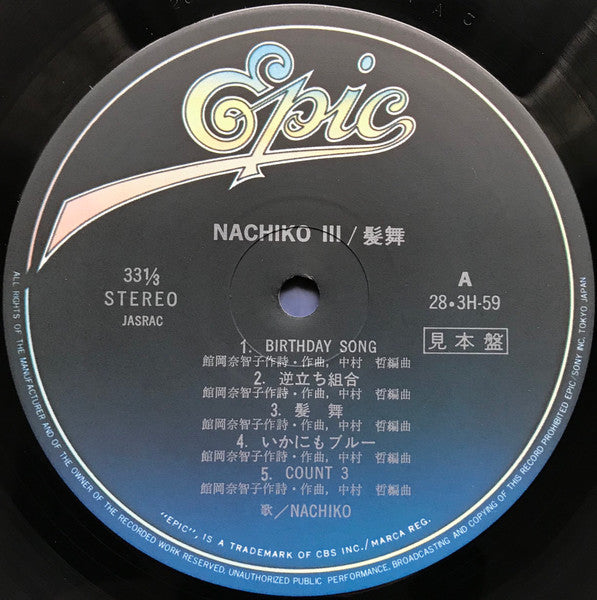 Epic
NACHIKO III / 髪舞
33 1/3
STEREO
JASRAC
A
28・3H-59
見本盤
1. BIRTHDAY SONG
館岡奈智子作詩・作曲, 中村 哲編曲
2. 逆立ち組合
館岡奈智子作詩・作曲, 中村 哲編曲
3. 髪 舞
館岡奈智子作詩・作曲, 中村 哲編曲
4. いかにもブルー
館岡奈智子作詩・作曲, 中村 哲編曲
5. COUNT 3
館岡奈智子作詩・作曲, 中村 哲編曲
歌／NACHIKO
"EPIC", IS A TRADEMARK OF CBS INC./MARCA REG.
ALL RIGHTS OF THE MANUFACTURER AND OF THE OWNER OF THE RECORDED WORK RESERVED. UNAUTHORIZED PUBLIC PERFORMANCE, BROADCASTING AND COPYING OF THIS RECORD PROHIBITED EPIC/SONY INC. TOKYO JAPAN